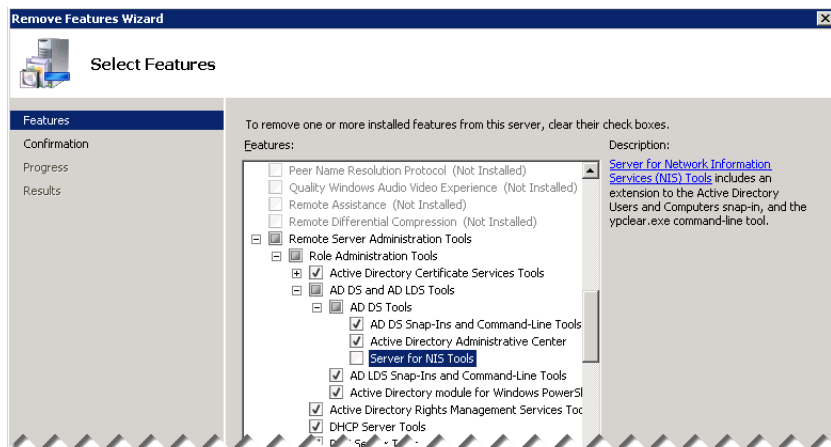 Remove Features Wizard
Select Features
Features
Confirmation
Progress
Results
To remove one or more installed features from this server, clear their check boxes.
Features:
Peer Name Resolution Protocol (Not Installed)
Quality Windows Audio Video Experience (Not Installed)
Remote Assistance (Not Installed)
Remote Differential Compression (Not Installed)
Remote Server Administration Tools
Role Administration Tools
Active Directory Certificate Services Tools
AD DS and AD LDS Tools
AD DS Tools
AD DS Snap-Ins and Command-Line Tools
Active Directory Administrative Center
Server for NIS Tools
AD LDS Snap-Ins and Command-Line Tools
Active Directory module for Windows PowerSl
Active Directory Rights Management Services Too
DHCP Server Tools
Description:
Server for Network Information
Services (NIS) Tools includes an
extension to the Active Directory
Users and Computers snap-in, and the
ypclear.exe command-line tool.